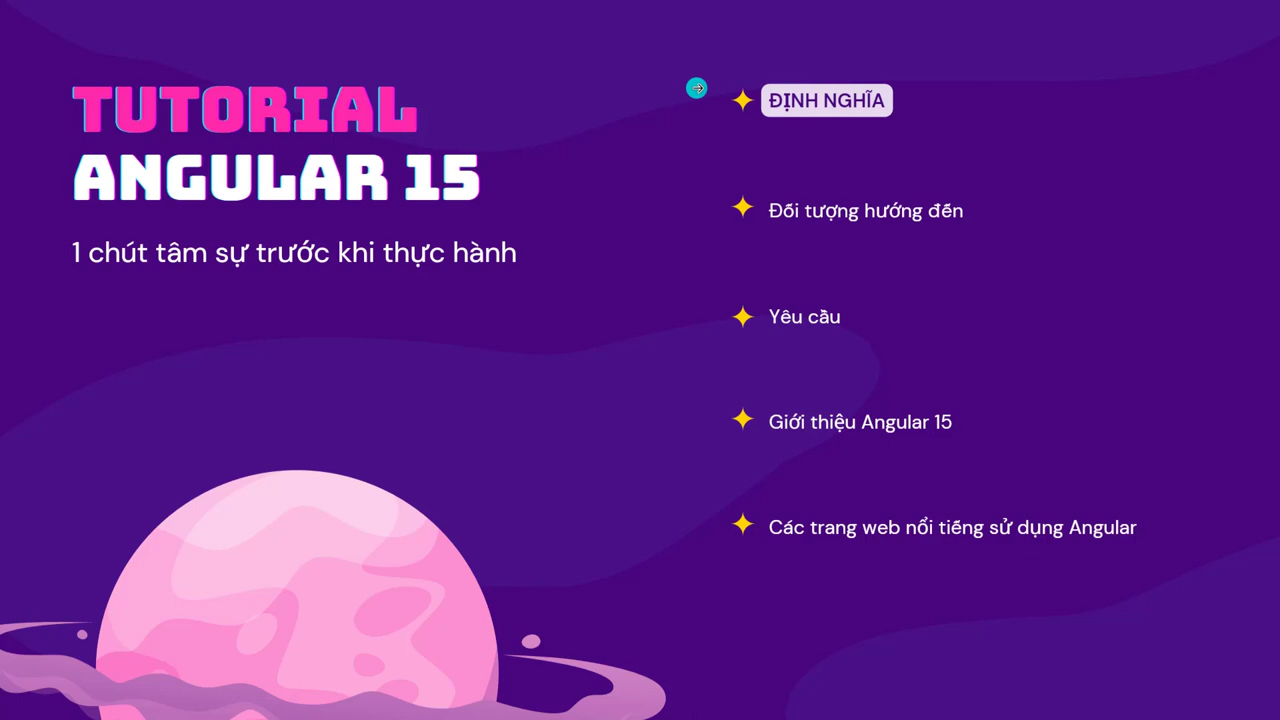 TUTORIAL
ANGULAR 15
1 chút tâm sự trước khi thực hành
ĐỊNH NGHĨA
Đối tượng hướng đến
Yêu cầu
Giới thiệu Angular 15
Các trang web nổi tiếng sử dụng Angular